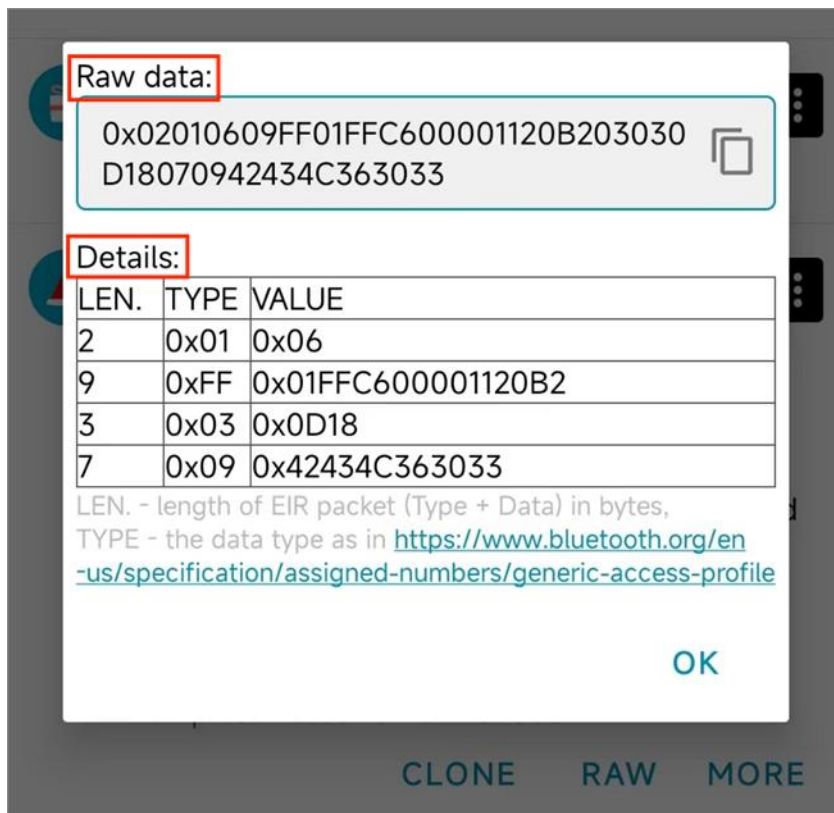 Raw data:
0x02010609FF01FFC600001120B203030
D18070942434C363033
Details:
LEN. TYPE VALUE
2 0x01 0x06
9 0xFF 0x01FFC600001120B2
3 0x03 0x0D18
7 0x09 0x42434C363033
LEN. - length of EIR packet (Type + Data) in bytes,
TYPE - the data type as in https://www.bluetooth.org/en
-us/specification/assigned-numbers/generic-access-profile
OK
CLONE RAW MORE